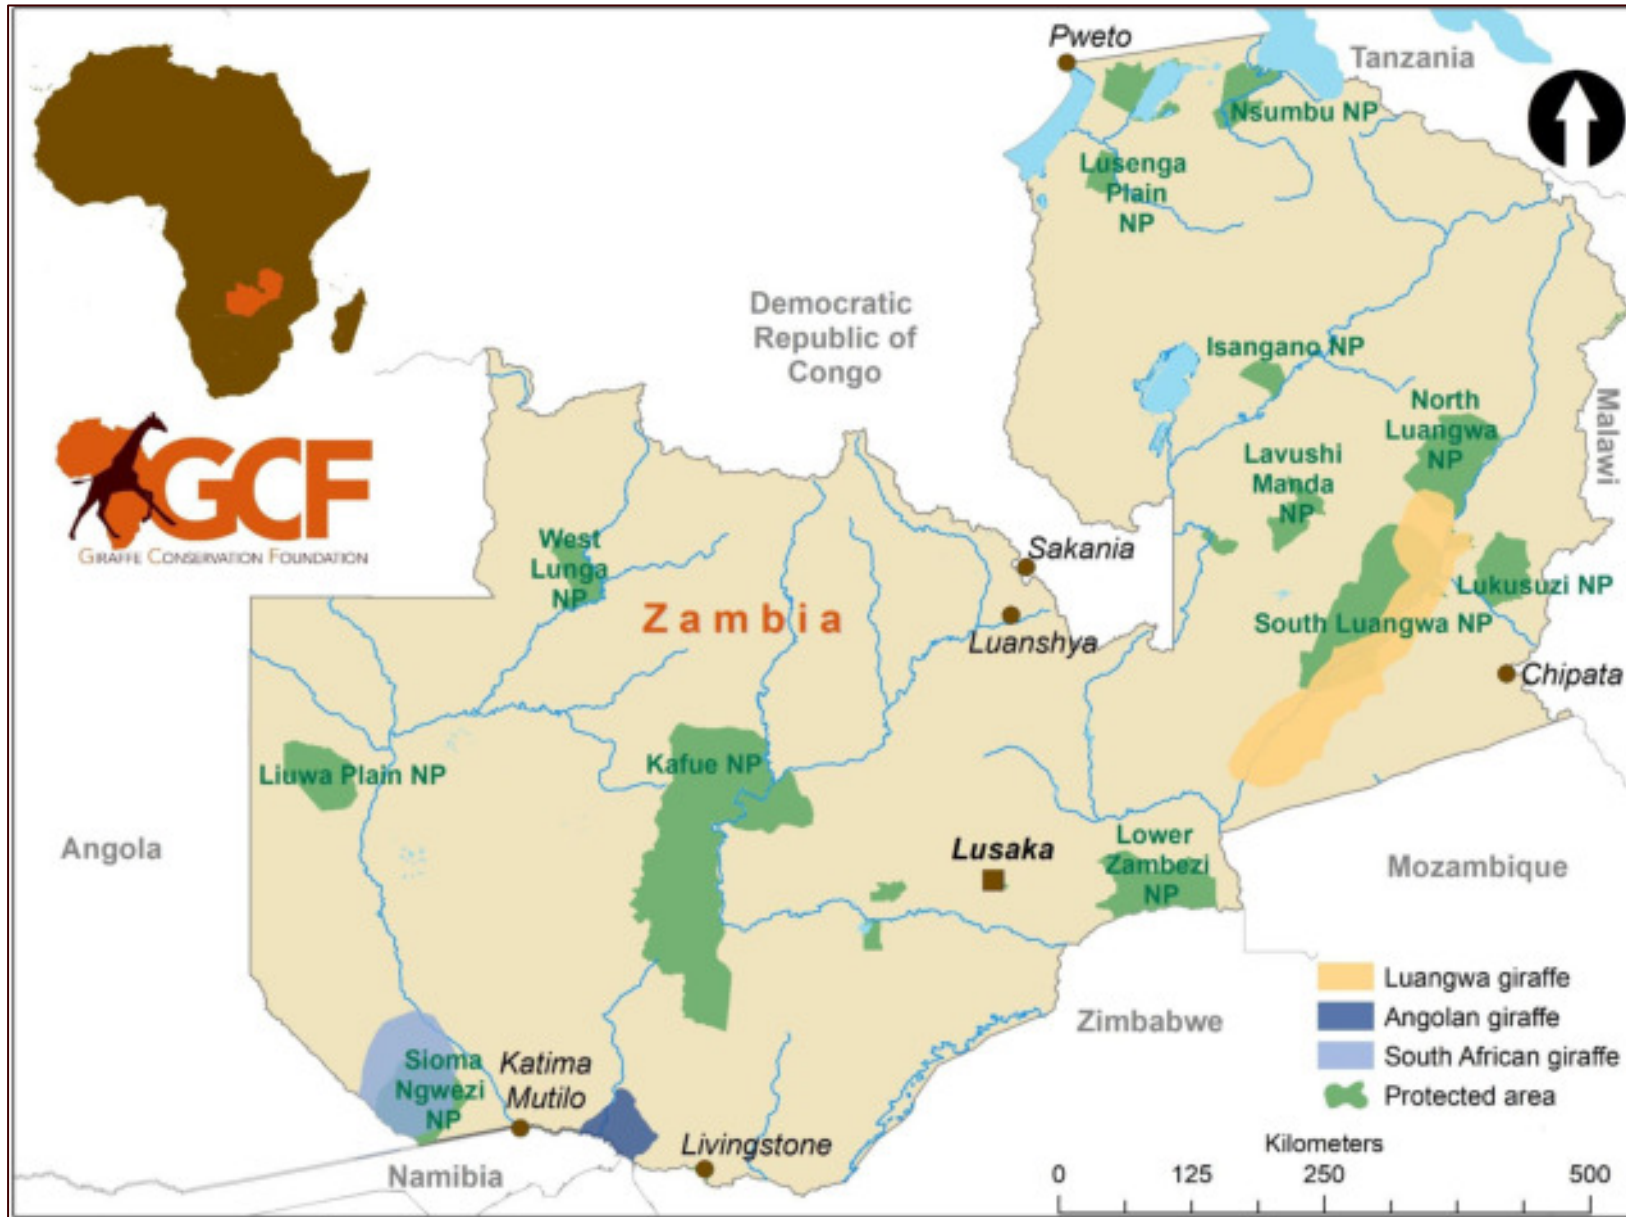 Pweto
Tanzania
Nsumbu NP
Lusenga
Plain
NP
Democratic
Republic of
Congo
Isangano NP
North
Luangwa
NP
Malawi
Lavushi
Manda
NP
GCF
GIRAFFE CONSERVATION FOUNDATION
West
Lunga
NP
Sakania
Zambia
Luanshya
Lukusuzi NP
South Luangwa NP
Chipata
Liuwa Plain NP
Kafue NP
Angola
Lusaka
Lower
Zambezi
NP
Mozambique
Zimbabwe
Luangwa giraffe
Angolan giraffe
South African giraffe
Protected area
Sioma
Ngwezi
NP
Katima
Mutilo
Livingstone
Namibia
Kilometers
0 125 250 500